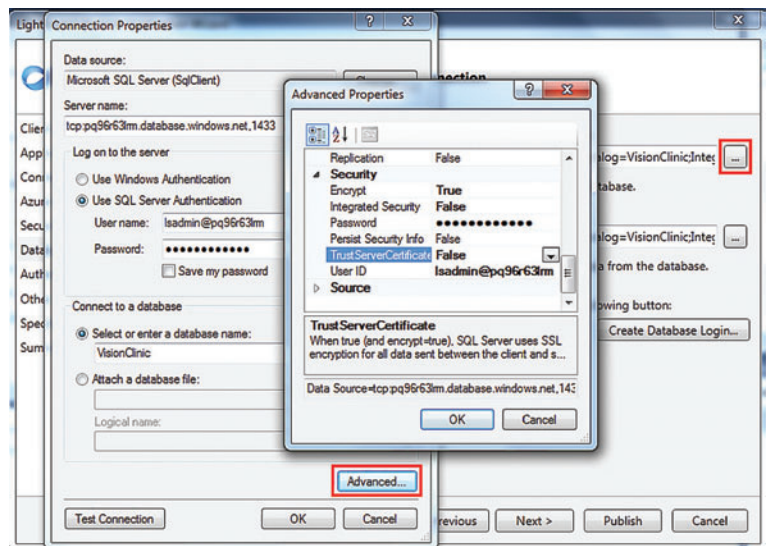 Light
Connection Properties
Data source:
Microsoft SQL Server (SqlClient)
Server name:
tcp:pq96r63lrm.database.windows.net,1433
Log on to the server
Use Windows Authentication
Use SQL Server Authentication
User name:
lsadmin@pq96r63lrm
Password:
●●●●●●●●●●●●
Save my password
Connect to a database
Select or enter a database name:
VisionClinic
Attach a database file:
Logical name:
Advanced...
Test Connection
OK
Cancel
Advanced Properties
Replication False
Security
Encrypt True
Integrated Security False
Password ●●●●●●●●●●●●
Persist Security Info False
TrustServerCertificate False
User ID lsadmin@pq96r63lrm
Source
TrustServerCertificate
When true (and encrypt=true), SQL Server uses SSL
encryption for all data sent between the client and s...
Data Source=tcp:pq96r63lrm.database.windows.net,143
OK
Cancel
nection
alog=VisionClinic;Integ
...
tabase.
alog=VisionClinic;Integ
...
a from the database.
owing button:
Create Database Login...
Clien
App
Con
Azur
Secu
Data
Auth
Othe
Spec
Sum
revious
Next >
Publish
Cancel